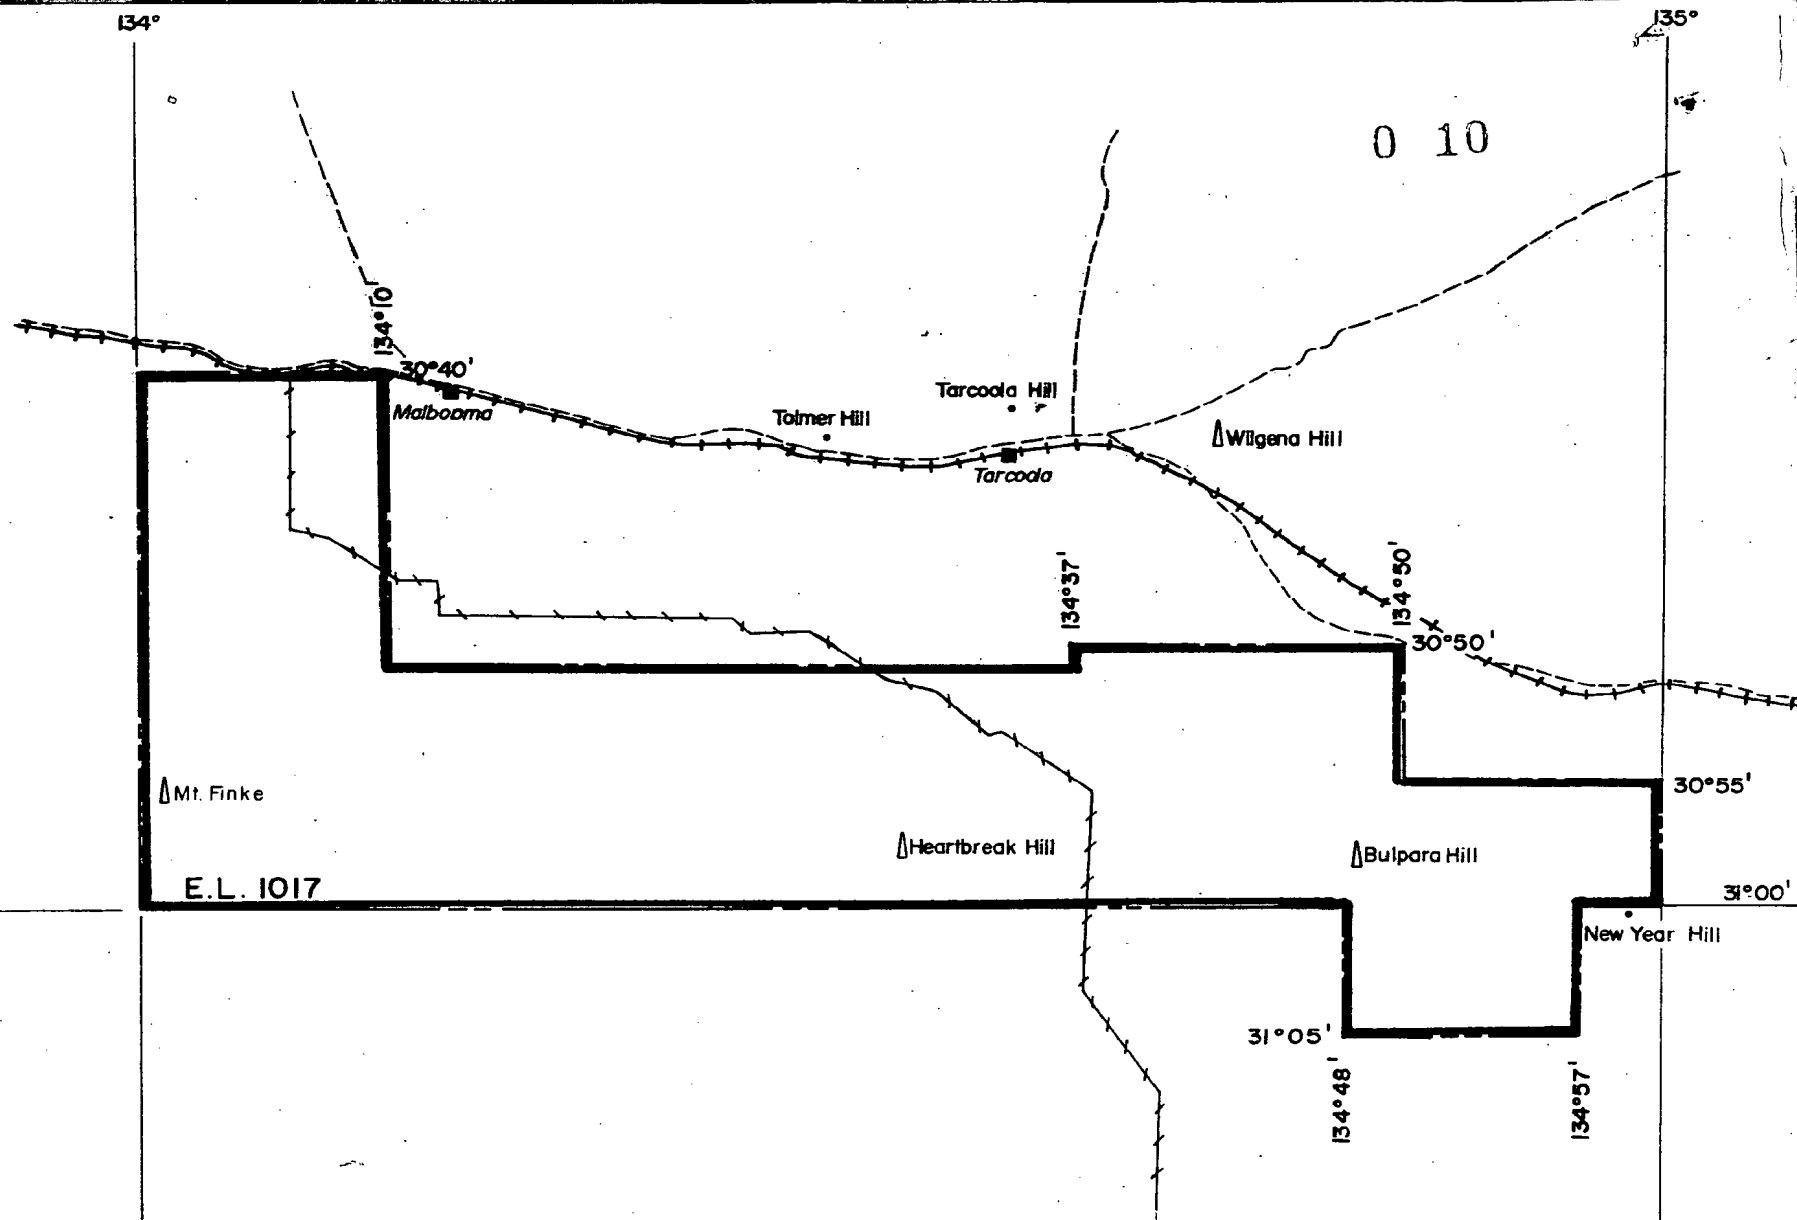 134°
135°
0 10
134°10'
30°40'
Malbooma
Tolmer Hill
Tarcoola Hill
Wilgena Hill
Tarcoola
134°37'
134°50'
30°50'
30°55'
Mt. Finke
Heartbreak Hill
Bulpara Hill
E.L. 1017
31°00'
New Year Hill
31°05'
134°48'
134°57'